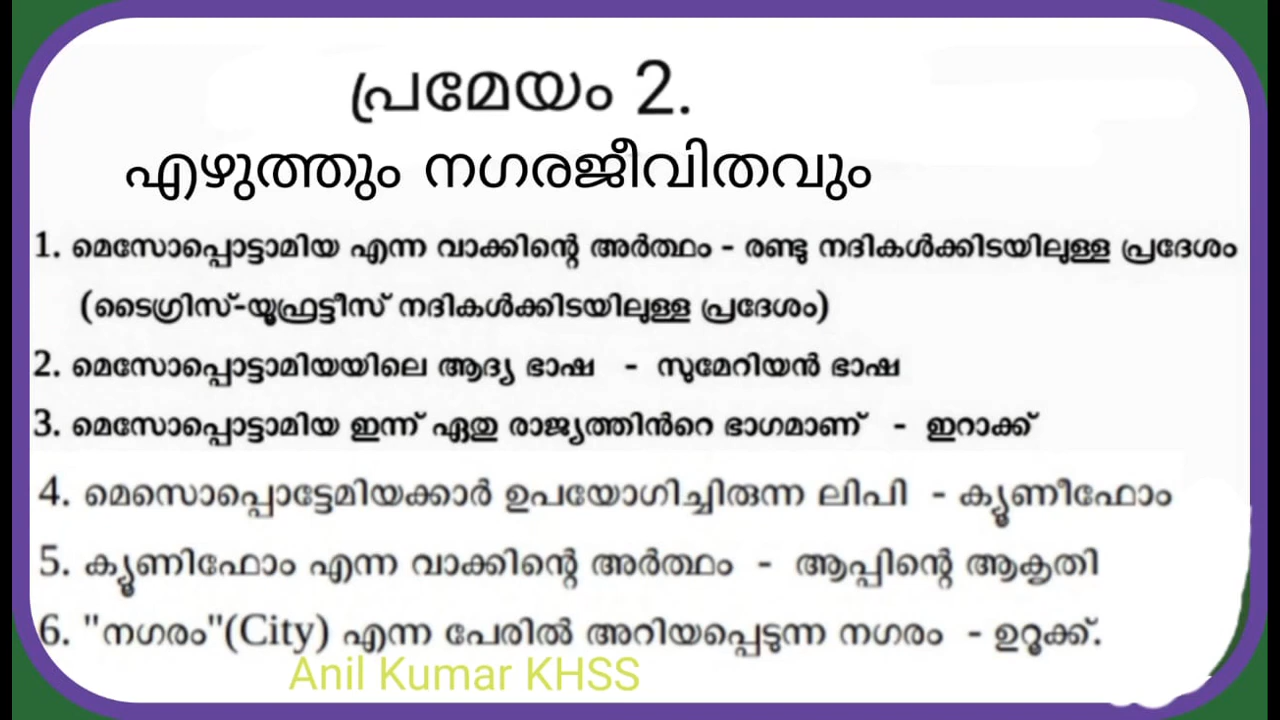 പ്രമേയം 2.
എഴുത്തും നഗരജീവിതവും
1. മെസോപ്പൊട്ടാമിയ എന്ന വാക്കിന്റെ അർത്ഥം - രണ്ടു നദികൾക്കിടയിലുള്ള പ്രദേശം
(ടൈഗ്രിസ്-യൂഫ്രട്ടീസ് നദികൾക്കിടയിലുള്ള പ്രദേശം)
2. മെസോപ്പൊട്ടാമിയയിലെ ആദ്യ ഭാഷ - സുമേറിയൻ ഭാഷ
3. മെസോപ്പൊട്ടാമിയ ഇന്ന് ഏതു രാജ്യത്തിൻറെ ഭാഗമാണ് - ഇറാക്ക്
4. മെസൊപ്പൊട്ടേമിയക്കാർ ഉപയോഗിച്ചിരുന്ന ലിപി - ക്യൂണീഫോം
5. ക്യൂണിഫോം എന്ന വാക്കിന്റെ അർത്ഥം - ആപ്പിന്റെ ആകൃതി
6. "നഗരം"(City) എന്ന പേരിൽ അറിയപ്പെടുന്ന നഗരം - ഉറൂക്ക്.
Anil Kumar KHSS